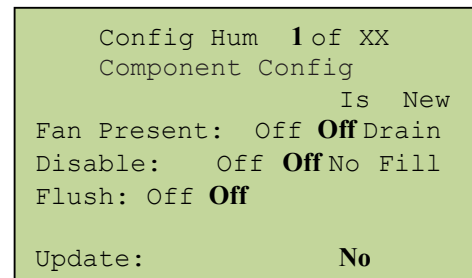 Config Hum 1 of XX
Component Config
Is New
Fan Present: Off Off Drain
Disable: Off Off No Fill
Flush: Off Off
Update: No